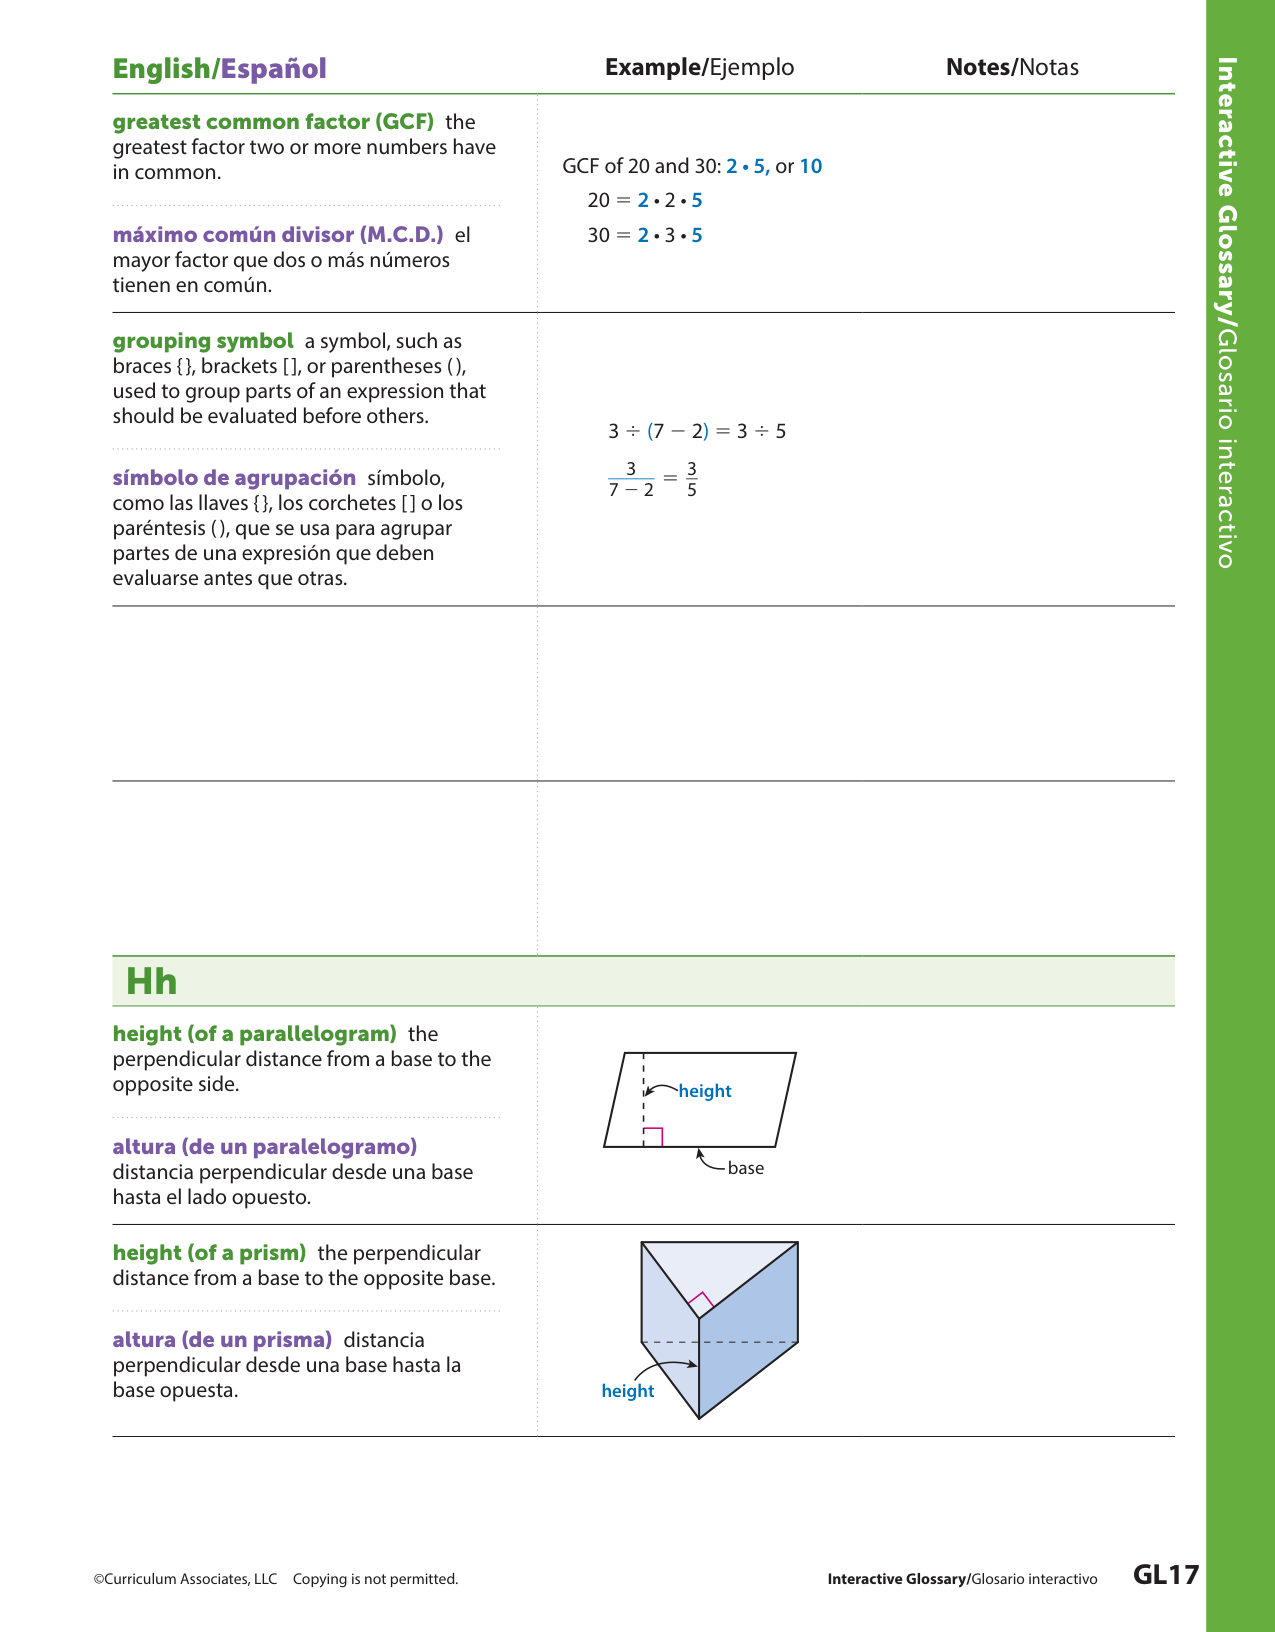 English/Español
Example/Ejemplo
Notes/Notas
greatest common factor (GCF) the
greatest factor two or more numbers have
in common.
máximo común divisor (M.C.D.) el
mayor factor que dos o más números
tienen en común.
GCF of 20 and 30: 2 • 5, or 10
20 = 2 • 2 • 5
30 = 2 • 3 • 5
grouping symbol a symbol, such as
braces { }, brackets [ ], or parentheses ( ),
used to group parts of an expression that
should be evaluated before others.
símbolo de agrupación símbolo,
como las llaves { }, los corchetes [ ] o los
paréntesis ( ), que se usa para agrupar
partes de una expresión que deben
evaluarse antes que otras.
3 ÷ (7 − 2) = 3 ÷ 5
3/(7 − 2) = 3/5
Hh
height (of a parallelogram) the
perpendicular distance from a base to the
opposite side.
altura (de un paralelogramo)
distancia perpendicular desde una base
hasta el lado opuesto.
height
base
height (of a prism) the perpendicular
distance from a base to the opposite base.
altura (de un prisma) distancia
perpendicular desde una base hasta la
base opuesta.
height
©Curriculum Associates, LLC Copying is not permitted.
Interactive Glossary/Glosario interactivo
GL17
Interactive Glossary/Glosario interactivo